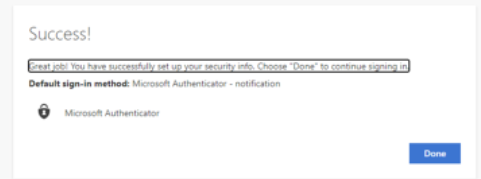 Success!
Great job! You have successfully set up your security info. Choose "Done" to continue signing in.
Default sign-in method: Microsoft Authenticator - notification
Microsoft Authenticator
Done